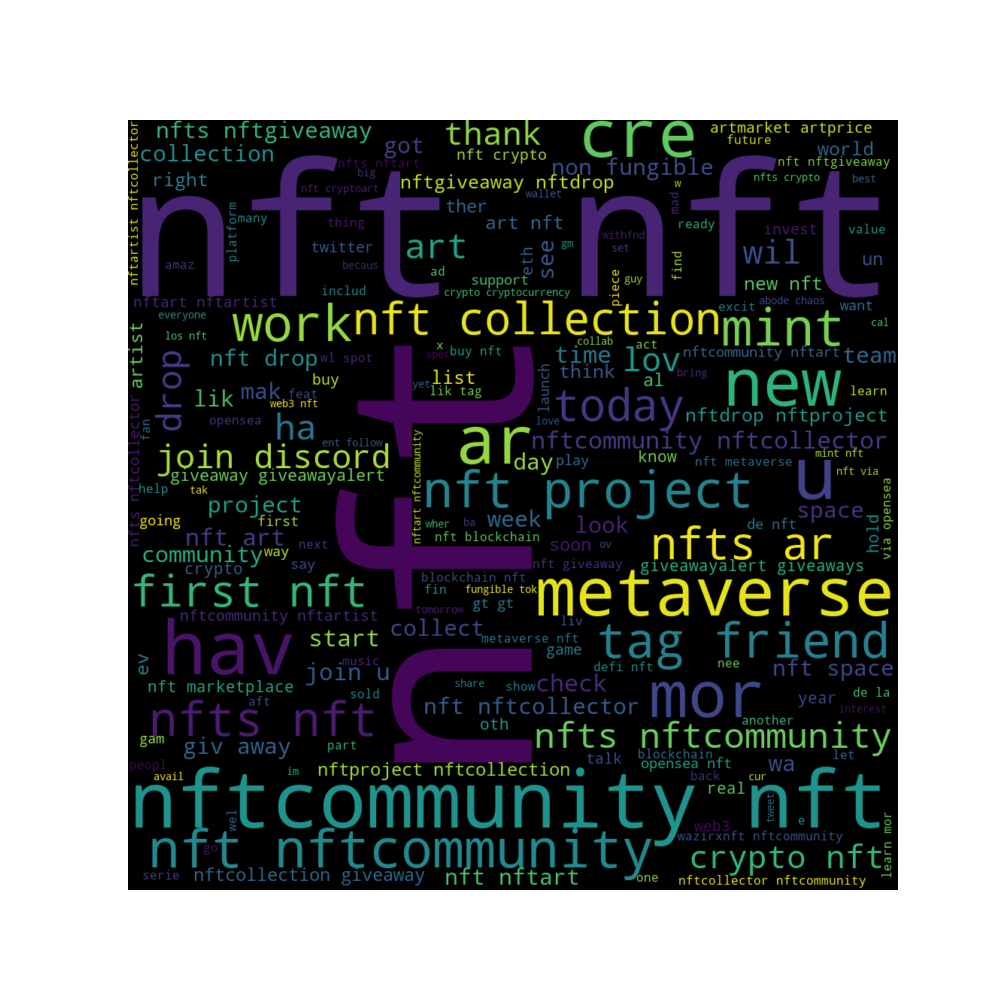 nfts nftgiveaway
thank
cre
artmarket artprice
future
collection
got
nft crypto
non fungible
world
nfts nftart
nft nftgiveaway
right
big
nft cryptoart
nftgiveaway nftdrop
nfts crypto
best
w
wallet
mad
nft nft
nftartist nftcollector
platform
many
thing
ther
art nft
ready
invest
value
twitter
art
eth
see
gm
withfnd
set
wil
un
amaz
becaus
ad
support
piece
guy
find
new nft
includ
crypto cryptocurrency
nftart nftartist
excit
abode chaos
want
everyone
work
nft collection
mint
cal
los nft
collab
act
artist
drop
nft drop
wl spot
x
spec
buy nft
time
think
lov
nftcommunity nftart
team
buy
yet
list
lik tag
launch
al
bring
new
learn
lik
mak
feat
web3 nft
nft
love
today
nftdrop nftproject
fan
opensea
ha
ent follow
ar
nftcommunity nftcollector
join discord
day
play
know
nft metaverse
mint nft
nft via
nfts nftcollector
giveaway giveawayalert
help
tak
nftart nftcommunity
nft project
u
via opensea
project
going
first
wher
ba
week
look
space
de nft
hold
nft art
next
nft blockchain
soon
ov
nfts ar
community
way
crypto
say
nft giveaway
giveawayalert giveaways
first nft
blockchain nft
fin
fungible tok
metaverse
tomorrow
gt gt
nftcommunity nftartist
hav
start
collect
liv
metaverse nft
game
tag friend
ev
join u
music
defi nft
nee
nft space
nft marketplace
sold
share
show
check
mor
year
de la
aft
interest
nfts nft
nft nftcollector
oth
another
gam
giv away
part
nfts nftcommunity
peopl
avail
im
nftproject nftcollection
talk
blockchain
opensea nft
wa
let
back
cur
nftcommunity nft
real
wel
tweet
e
web3
wazirxnft nftcommunity
learn mor
nft nftcommunity
go
crypto nft
serie
nftcollection giveaway
nft nftart
one
nftcollector nftcommunity